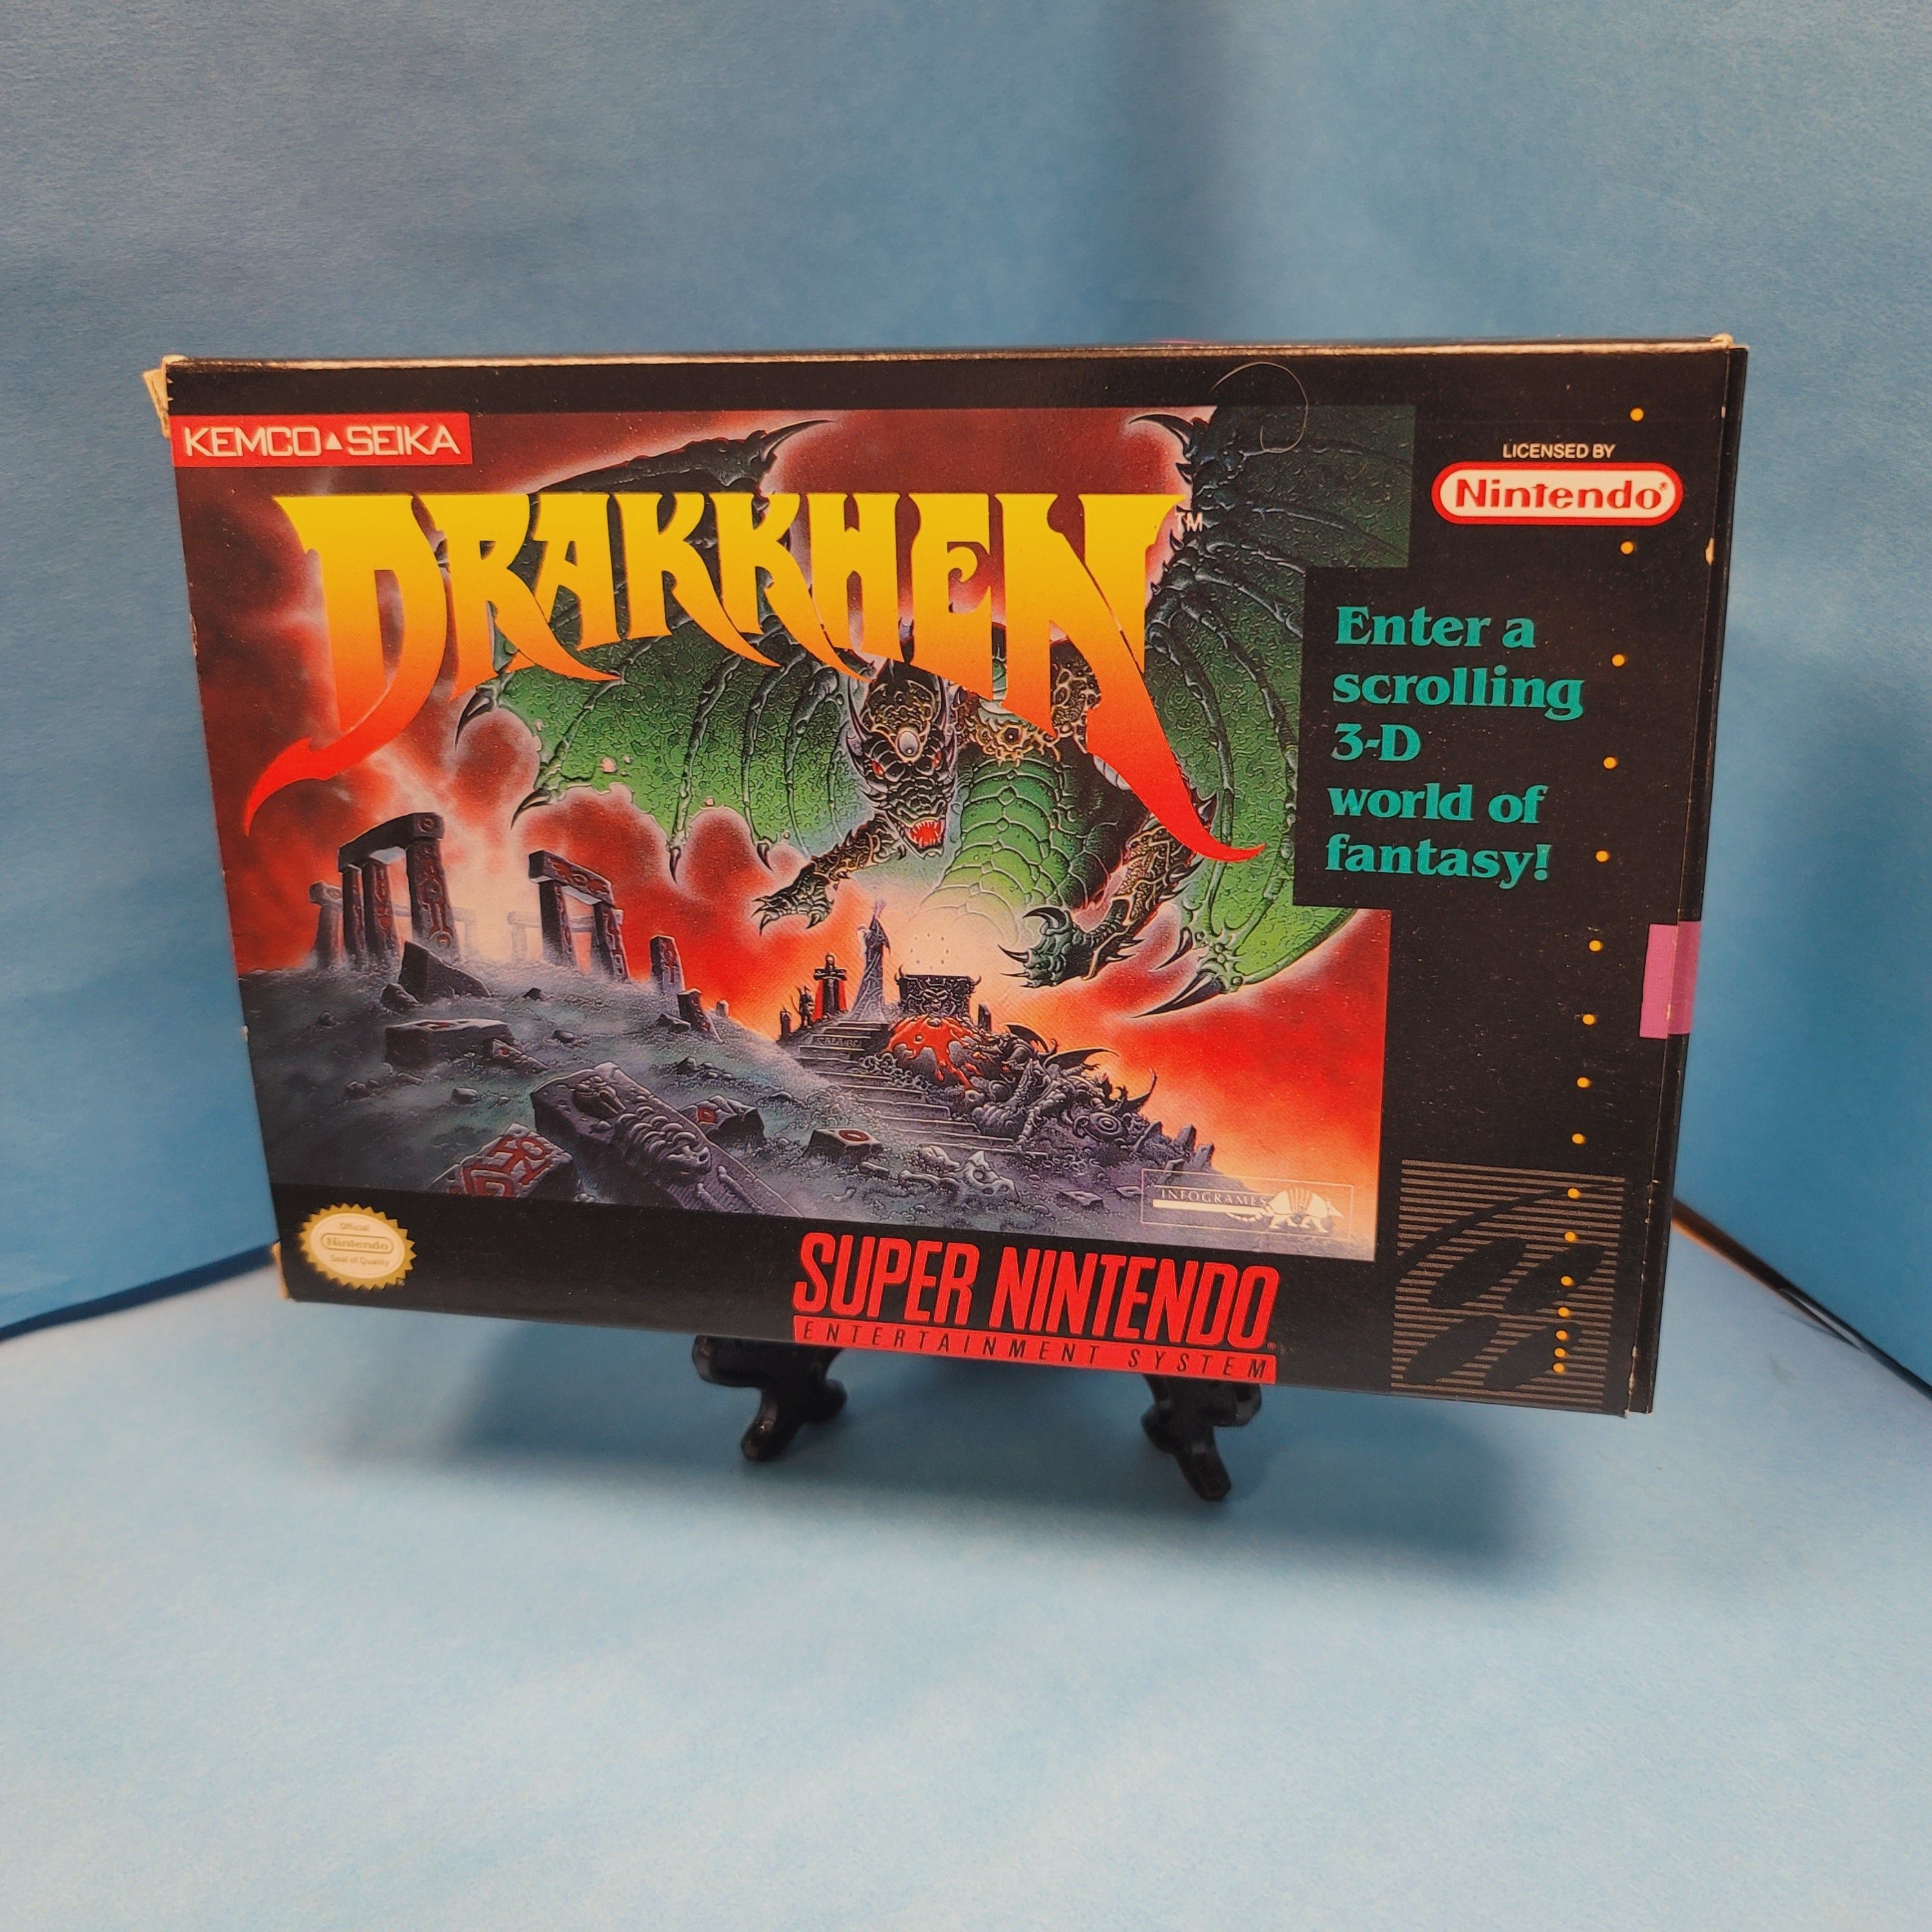 KEMCO▲SEIKA
DRAKKHEN™
LICENSED BY
Nintendo®
Enter a
scrolling
3-D
world of
fantasy!
INFOGRAMES
Official
Nintendo
Seal of Quality
SUPER NINTENDO®
ENTERTAINMENT SYSTEM